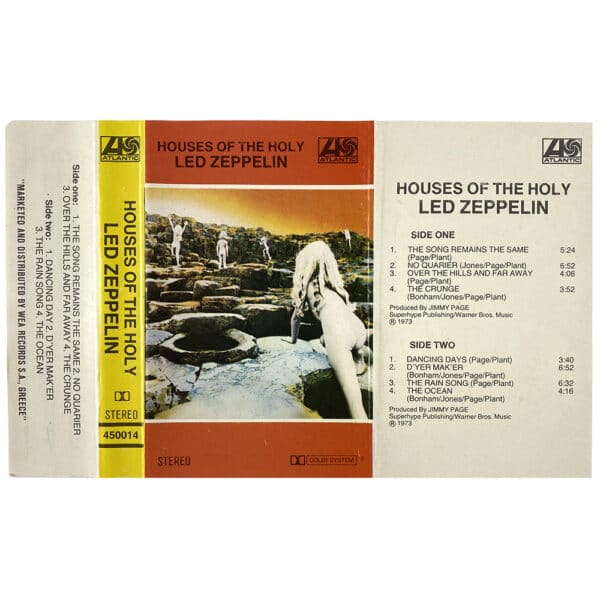 Side one: 1. THE SONG REMAINS THE SAME 2. NO QUARIER
3. OVER THE HILLS AND FAR AWAY 4. THE CRUNGE
Side two: 1. DANCING DAY 2. D'YER MAK'ER
3. THE RAIN SONG 4. THE OCEAN
"MARKETED AND DISTRIBUTED BY WEA RECORDS S.A., GREECE"
ATLANTIC
HOUSES OF THE HOLY
LED ZEPPELIN
STEREO
450014
HOUSES OF THE HOLY
LED ZEPPELIN
ATLANTIC
STEREO
DOLBY SYSTEM
ATLANTIC
HOUSES OF THE HOLY
LED ZEPPELIN
SIDE ONE
1. THE SONG REMAINS THE SAME 5:24
(Page/Plant)
2. NO QUARIER (Jones/Page/Plant) 6:52
3. OVER THE HILLS AND FAR AWAY 4:06
(Page/Plant)
4. THE CRUNGE 3:52
(Bonham/Jones/Page/Plant)
Produced By JIMMY PAGE
Superhype Publishing/Warner Bros. Music
℗ 1973
SIDE TWO
1. DANCING DAYS (Page/Plant) 3:40
2. D'YER MAK'ER 6:52
(Bonham/Jones/Page/Plant)
3. THE RAIN SONG (Page/Plant) 6:32
4. THE OCEAN 4:16
(Bonham/Jones/Page/Plant)
Produced By JIMMY PAGE
Superhype Publishing/Warner Bros. Music
℗ 1973